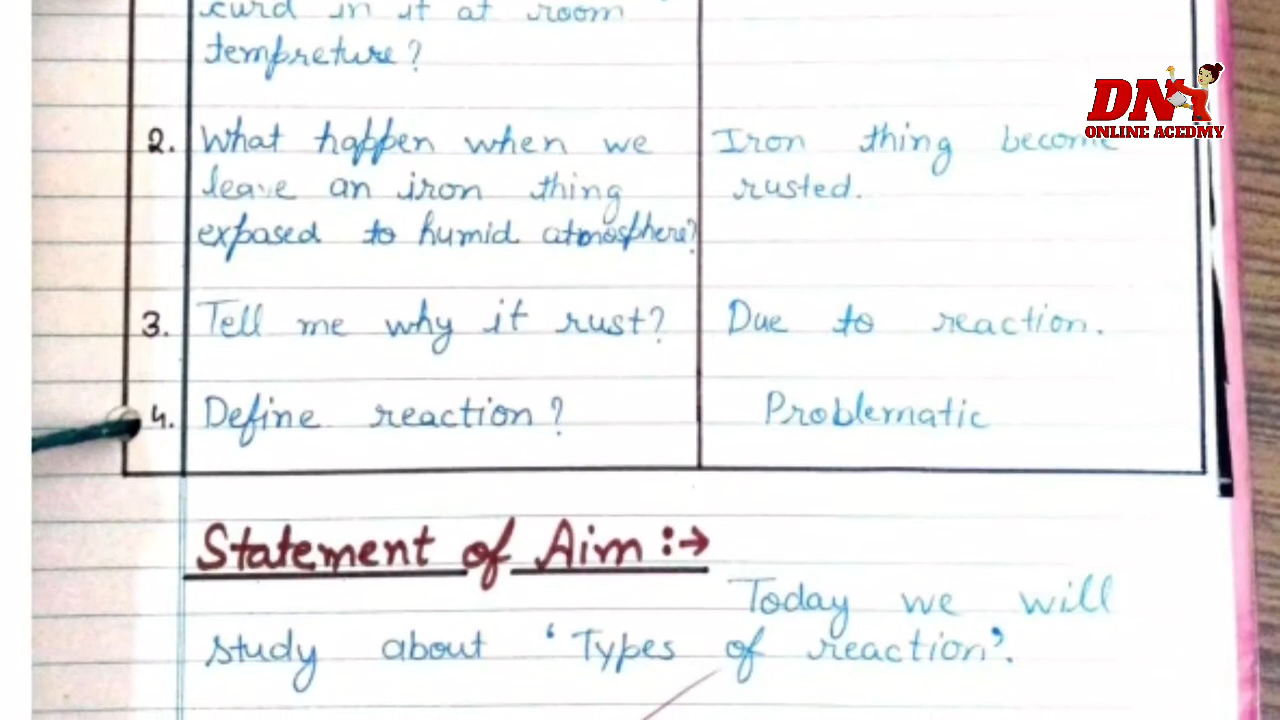 curd in it at room
tempreture?
2. What happen when we
leave an iron thing
exposed to humid atmosphere?
Iron thing become
rusted.
3. Tell me why it rust?
Due to reaction.
4. Define reaction?
Problematic
Statement of Aim :→
Today we will
study about ‘Types of reaction’.
DN
ONLINE ACEDMY